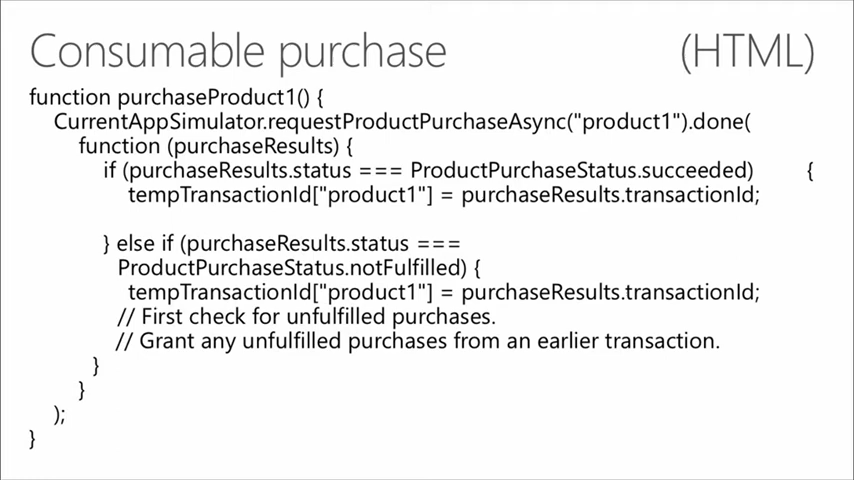 Consumable purchase (HTML)
function purchaseProduct1() {
CurrentAppSimulator.requestProductPurchaseAsync("product1").done(
function (purchaseResults) {
if (purchaseResults.status === ProductPurchaseStatus.succeeded) {
tempTransactionId["product1"] = purchaseResults.transactionId;
} else if (purchaseResults.status ===
ProductPurchaseStatus.notFulfilled) {
tempTransactionId["product1"] = purchaseResults.transactionId;
// First check for unfulfilled purchases.
// Grant any unfulfilled purchases from an earlier transaction.
}
}
);
}